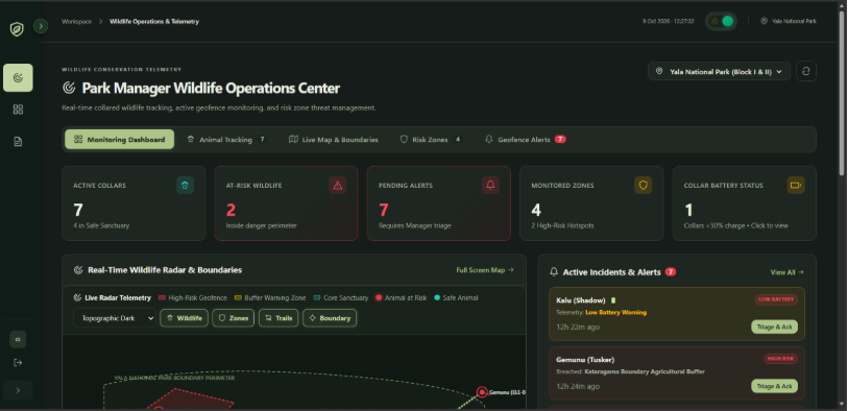 Workspace > Wildlife Operations & Telemetry
9 Oct 2026 - 12:27:32
Yala National Park
WILDLIFE CONSERVATION TELEMETRY
Park Manager Wildlife Operations Center
Real-time collared wildlife tracking, active geofence monitoring, and risk zone threat management.
Yala National Park (Block I & II)
Monitoring Dashboard
Animal Tracking 7
Live Map & Boundaries
Risk Zones 4
Geofence Alerts 7
ACTIVE COLLARS
7
4 in Safe Sanctuary
AT-RISK WILDLIFE
2
Inside danger perimeter
PENDING ALERTS
7
Requires Manager triage
MONITORED ZONES
4
2 High-Risk Hotspots
COLLAR BATTERY STATUS
1
Collars <30% charge • Click to view
Real-Time Wildlife Radar & Boundaries
Full Screen Map →
Live Radar Telemetry
High-Risk Geofence
Buffer Warning Zone
Core Sanctuary
Animal at Risk
Safe Animal
Topographic Dark
Wildlife
Zones
Trails
Boundary
YALA NATIONAL PARK BOUNDARY PERIMETER
Active Incidents & Alerts 7
View All →
Kalu (Shadow)
LOW BATTERY
Telemetry: Low Battery Warning
12h 22m ago
Triage & Ack
Gemunu (Tusker)
HIGH RISK
Breached: Kataragama Boundary Agricultural Buffer
12h 24m ago
Triage & Ack